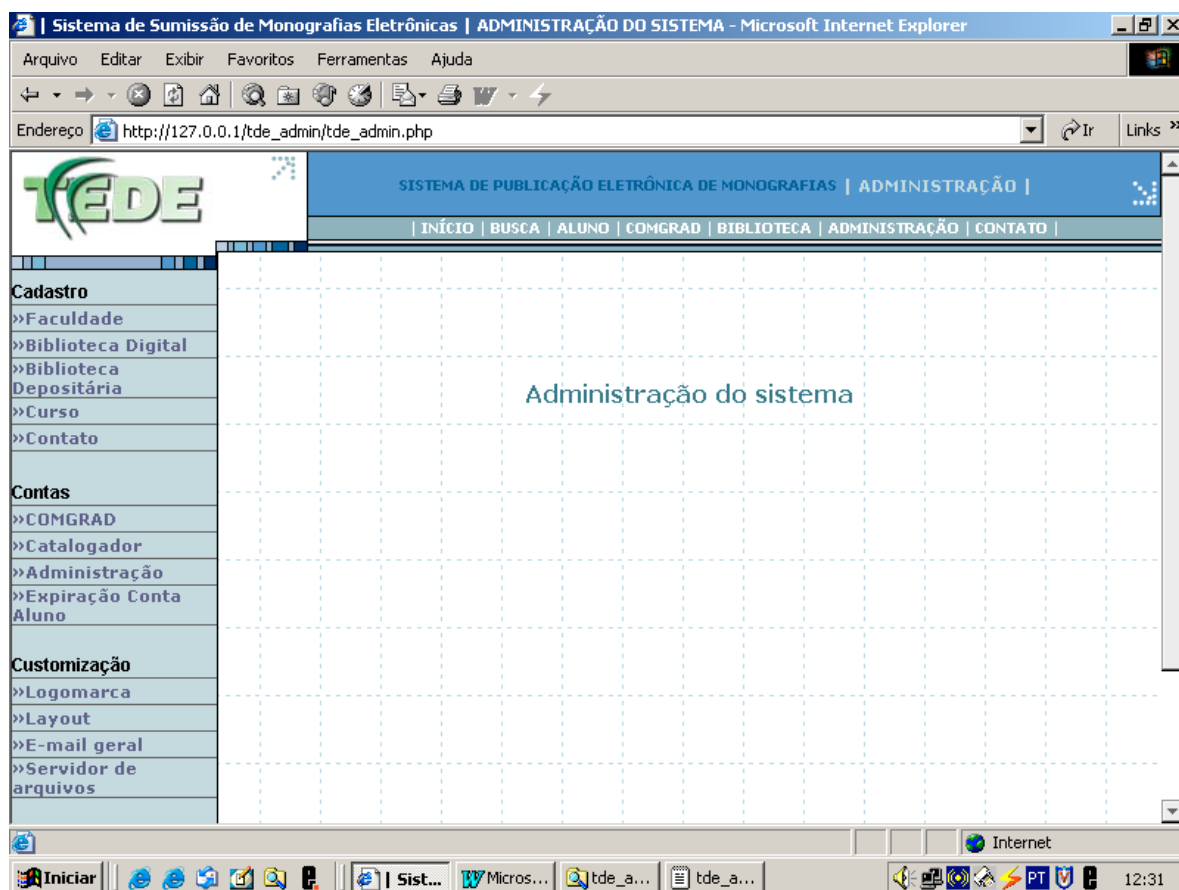 | Sistema de Sumissão de Monografias Eletrônicas | ADMINISTRAÇÃO DO SISTEMA - Microsoft Internet Explorer
Arquivo Editar Exibir Favoritos Ferramentas Ajuda
Endereço http://127.0.0.1/tde_admin/tde_admin.php Ir Links »
TEDE
SISTEMA DE PUBLICAÇÃO ELETRÔNICA DE MONOGRAFIAS | ADMINISTRAÇÃO |
| INÍCIO | BUSCA | ALUNO | COMGRAD | BIBLIOTECA | ADMINISTRAÇÃO | CONTATO |
Cadastro
»Faculdade
»Biblioteca Digital
»Biblioteca
Depositária
»Curso
»Contato
Contas
»COMGRAD
»Catalogador
»Administração
»Expiração Conta
Aluno
Customização
»Logomarca
»Layout
»E-mail geral
»Servidor de
arquivos
Administração do sistema
Internet
Iniciar | Sist... Micros... tde_a... tde_a... PT 12:31